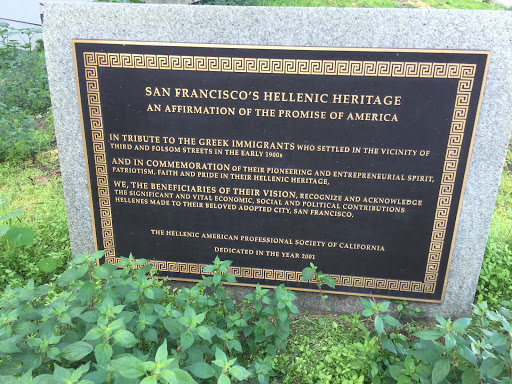 SAN FRANCISCO'S HELLENIC HERITAGE
AN AFFIRMATION OF THE PROMISE OF AMERICA
IN TRIBUTE TO THE GREEK IMMIGRANTS WHO SETTLED IN THE VICINITY OF
THIRD AND FOLSOM STREETS IN THE EARLY 1900s
AND IN COMMEMORATION OF THEIR PIONEERING AND ENTREPRENEURIAL SPIRIT,
PATRIOTISM, FAITH AND PRIDE IN THEIR HELLENIC HERITAGE,
WE, THE BENEFICIARIES OF THEIR VISION, RECOGNIZE AND ACKNOWLEDGE
THE SIGNIFICANT AND VITAL ECONOMIC, SOCIAL AND POLITICAL CONTRIBUTIONS
HELLENES MADE TO THEIR BELOVED ADOPTED CITY, SAN FRANCISCO.
THE HELLENIC AMERICAN PROFESSIONAL SOCIETY OF CALIFORNIA
DEDICATED IN THE YEAR 2002